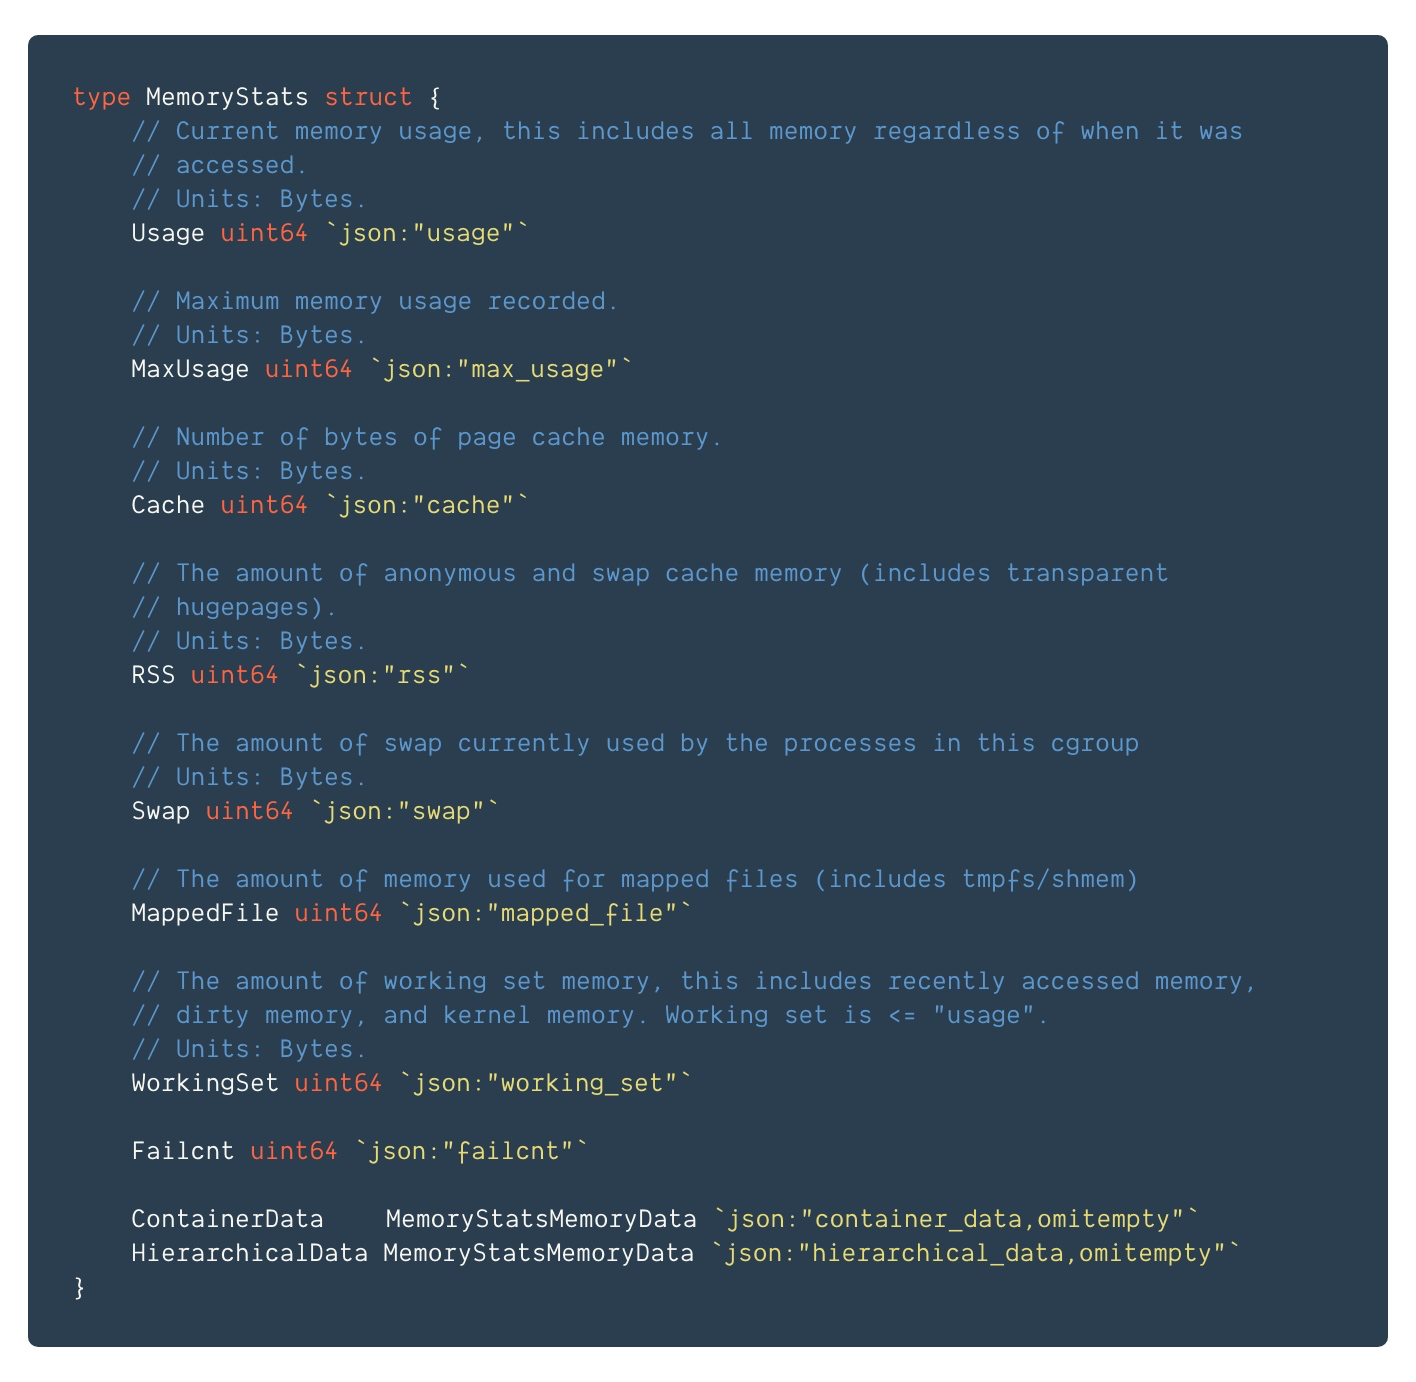 type MemoryStats struct {
    // Current memory usage, this includes all memory regardless of when it was
    // accessed.
    // Units: Bytes.
    Usage uint64 `json:"usage"`

    // Maximum memory usage recorded.
    // Units: Bytes.
    MaxUsage uint64 `json:"max_usage"`

    // Number of bytes of page cache memory.
    // Units: Bytes.
    Cache uint64 `json:"cache"`

    // The amount of anonymous and swap cache memory (includes transparent
    // hugepages).
    // Units: Bytes.
    RSS uint64 `json:"rss"`

    // The amount of swap currently used by the processes in this cgroup
    // Units: Bytes.
    Swap uint64 `json:"swap"`

    // The amount of memory used for mapped files (includes tmpfs/shmem)
    MappedFile uint64 `json:"mapped_file"`

    // The amount of working set memory, this includes recently accessed memory,
    // dirty memory, and kernel memory. Working set is <= "usage".
    // Units: Bytes.
    WorkingSet uint64 `json:"working_set"`

    Failcnt uint64 `json:"failcnt"`

    ContainerData    MemoryStatsMemoryData `json:"container_data,omitempty"`
    HierarchicalData MemoryStatsMemoryData `json:"hierarchical_data,omitempty"`
}